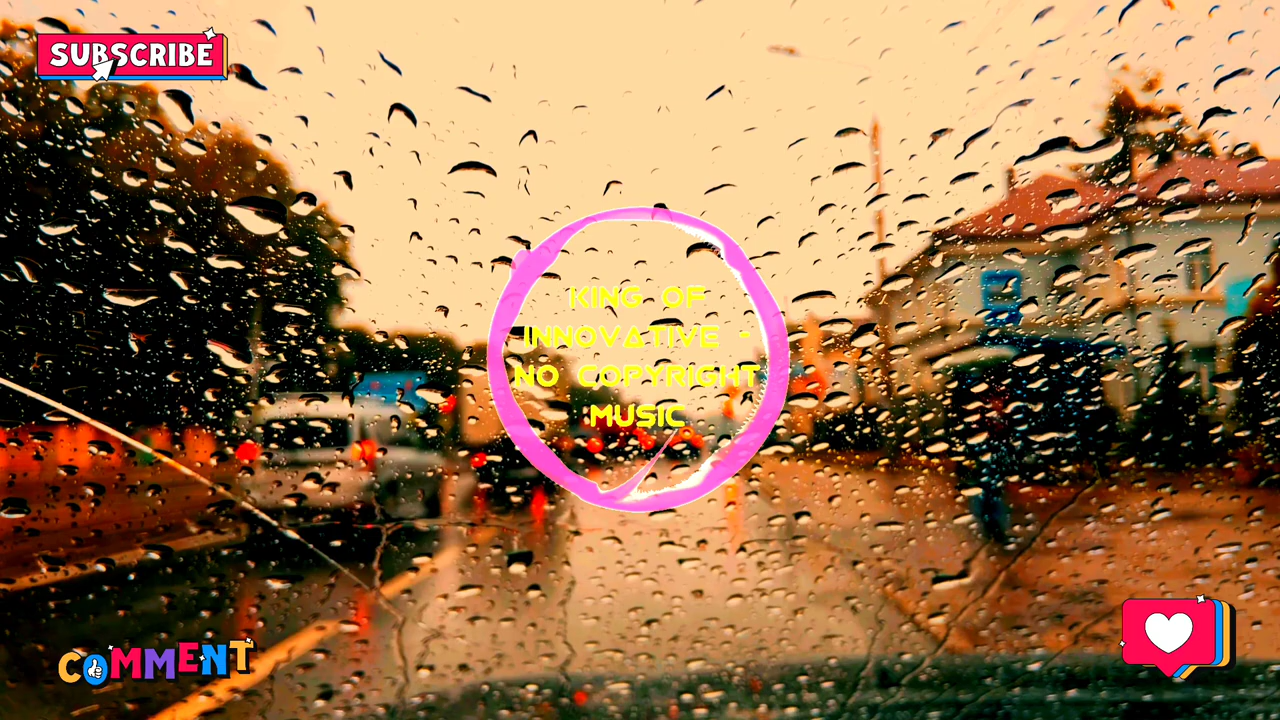 SUBSCRIBE
KING OF
INNOVATIVE -
NO COPYRIGHT
MUSIC
COMMENT